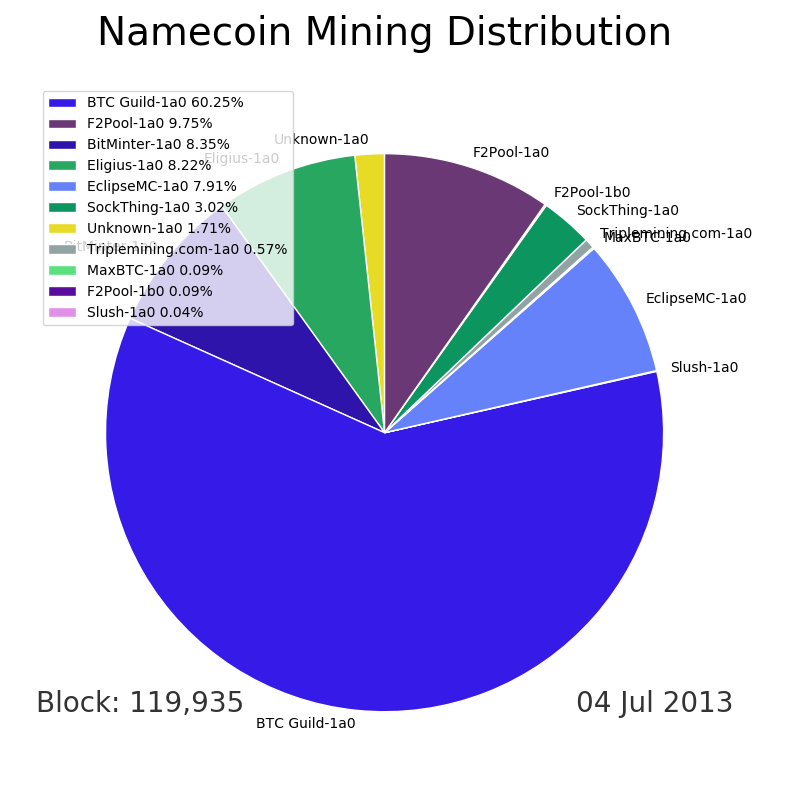 Namecoin Mining Distribution
BTC Guild-1a0 60.25%
F2Pool-1a0 9.75%
BitMinter-1a0 8.35%
Eligius-1a0 8.22%
EclipseMC-1a0 7.91%
SockThing-1a0 3.02%
Unknown-1a0 1.71%
Triplemining.com-1a0 0.57%
MaxBTC-1a0 0.09%
F2Pool-1b0 0.09%
Slush-1a0 0.04%
Unknown-1a0
Eligius-1a0
BitMinter-1a0
F2Pool-1a0
F2Pool-1b0
SockThing-1a0
Triplemining.com-1a0
MaxBTC-1a0
EclipseMC-1a0
Slush-1a0
BTC Guild-1a0
Block: 119,935
04 Jul 2013